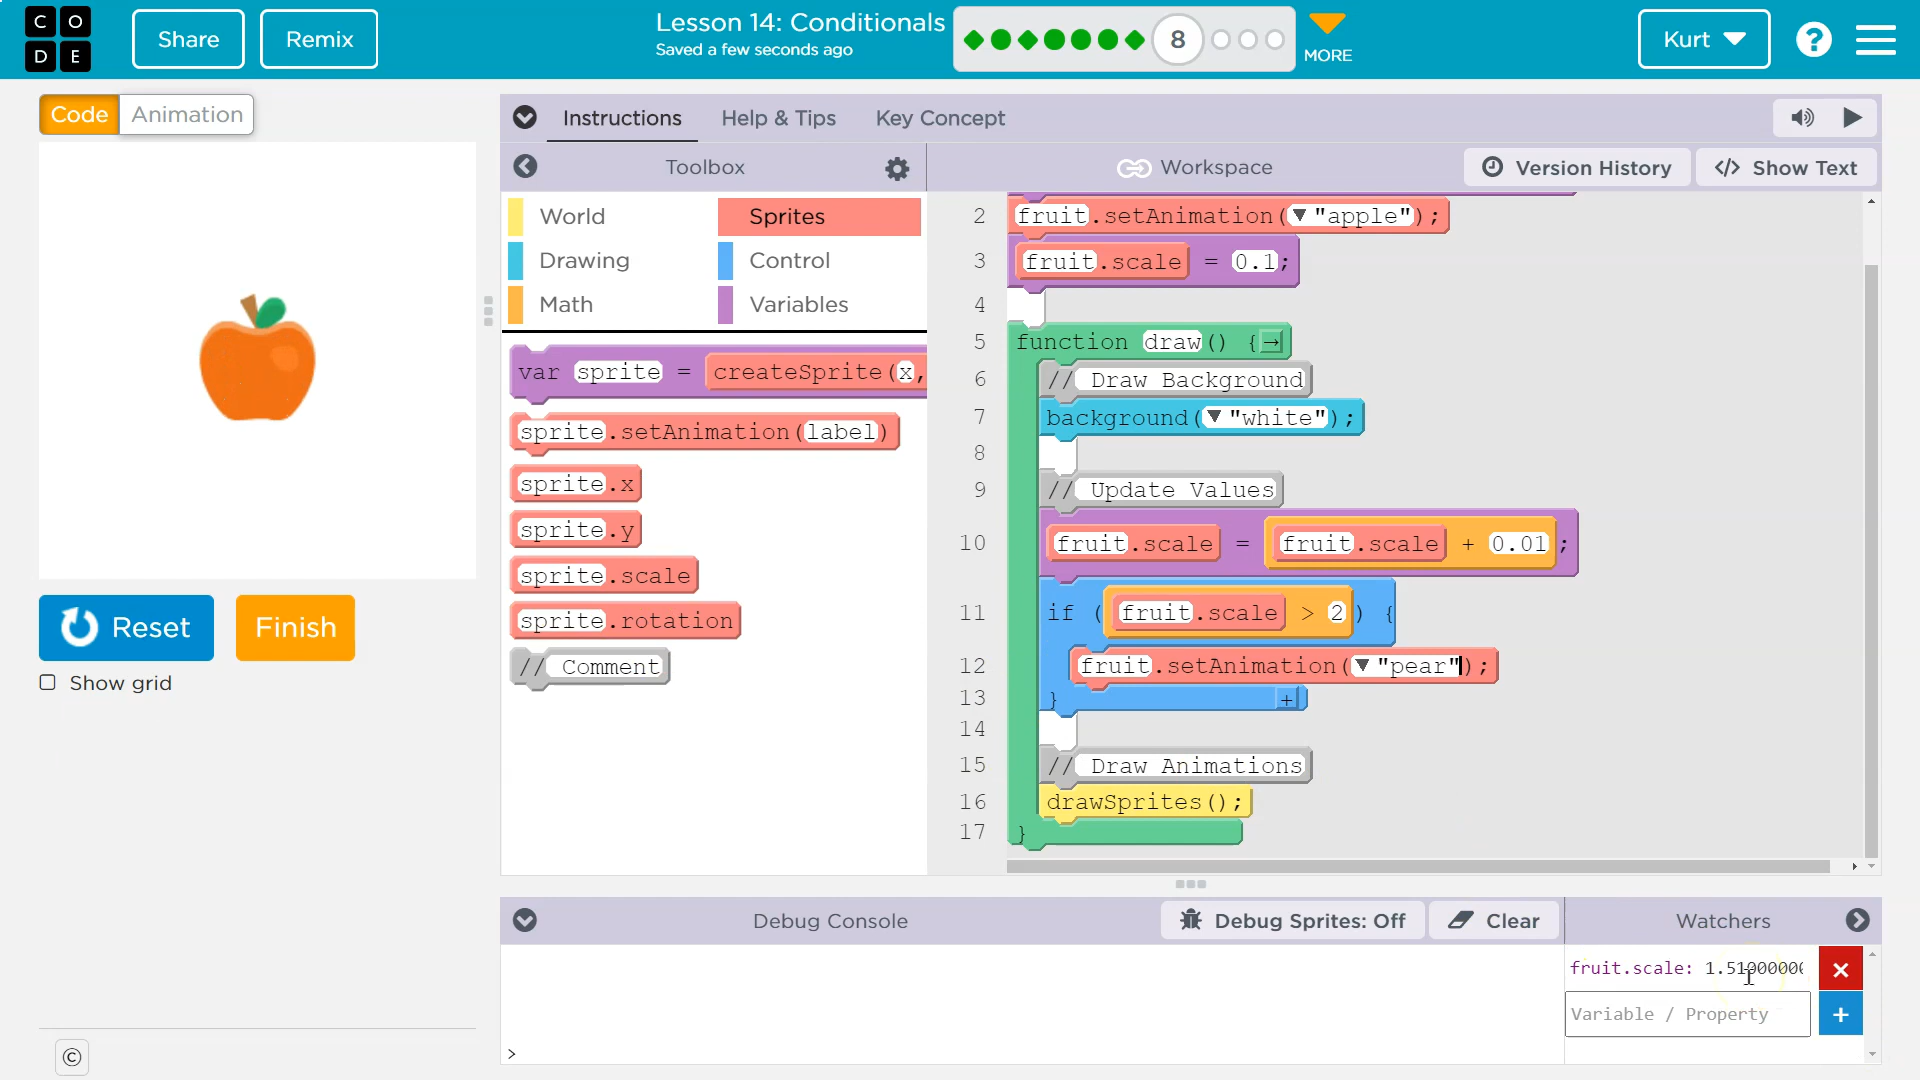 C O
D E
Share
Remix
Lesson 14: Conditionals
Saved a few seconds ago
8
MORE
Kurt
?
Code
Animation
Instructions
Help & Tips
Key Concept
Toolbox
Workspace
Version History
</> Show Text
World
Sprites
Drawing
Control
Math
Variables
var sprite = createSprite(x,
sprite.setAnimation(label)
sprite.x
sprite.y
sprite.scale
sprite.rotation
// Comment
2 fruit.setAnimation(▼"apple");
3 fruit.scale = 0.1;
4
5 function draw() {→
6 // Draw Background
7 background(▼"white");
8
9 // Update Values
10 fruit.scale = fruit.scale + 0.01;
11 if (fruit.scale > 2) {
12 fruit.setAnimation(▼"pear");
13 } +
14
15 // Draw Animations
16 drawSprites();
17 }
Reset
Finish
Show grid
©
Debug Console
Debug Sprites: Off
Clear
Watchers
fruit.scale: 1.5100000
Variable / Property
+
>